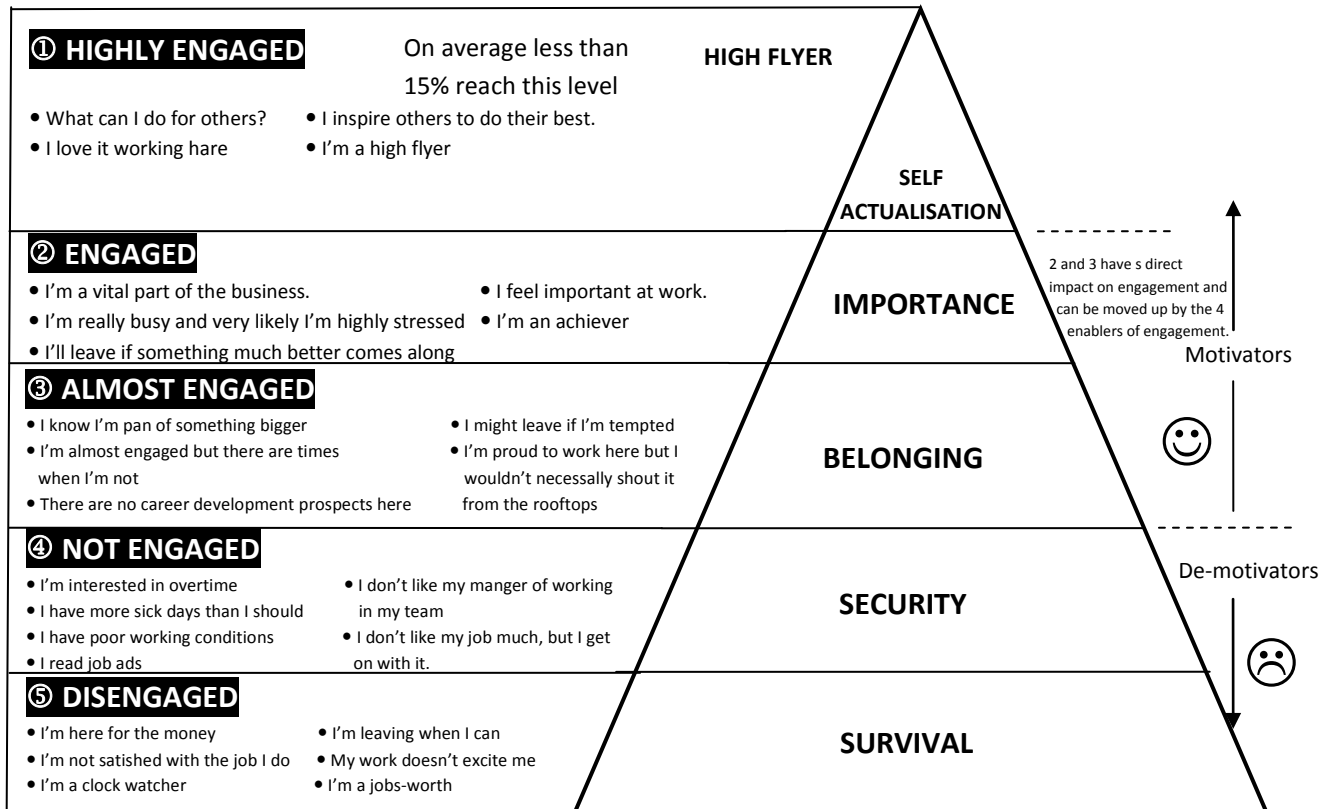 ① HIGHLY ENGAGED
On average less than
15% reach this level
HIGH FLYER
• What can I do for others?
• I inspire others to do their best.
• I love it working hare
• I'm a high flyer
SELF
ACTUALISATION
② ENGAGED
• I'm a vital part of the business.
• I feel important at work.
• I'm really busy and very likely I'm highly stressed
• I'm an achiever
• I'll leave if something much better comes along
IMPORTANCE
2 and 3 have s direct
impact on engagement and
can be moved up by the 4
enablers of engagement.
Motivators
③ ALMOST ENGAGED
• I know I'm pan of something bigger
• I'm almost engaged but there are times
when I'm not
• There are no career development prospects here
• I might leave if I'm tempted
• I'm proud to work here but I
wouldn't necessally shout it
from the rooftops
BELONGING
④ NOT ENGAGED
• I'm interested in overtime
• I have more sick days than I should
• I have poor working conditions
• I read job ads
• I don't like my manger of working
in my team
• I don't like my job much, but I get
on with it.
SECURITY
De-motivators
⑤ DISENGAGED
• I'm here for the money
• I'm not satished with the job I do
• I'm a clock watcher
• I'm leaving when I can
• My work doesn't excite me
• I'm a jobs-worth
SURVIVAL